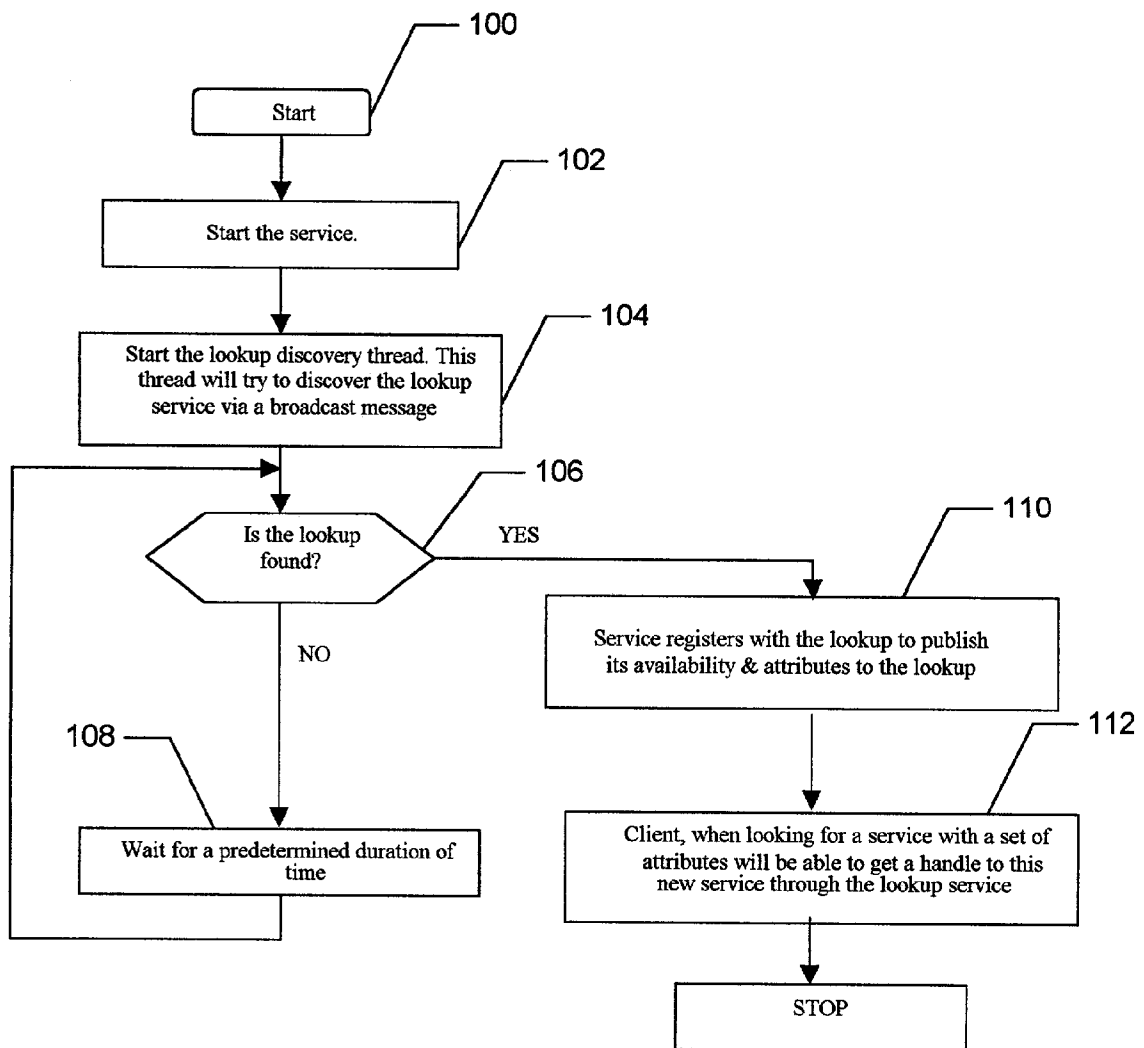 100
Start
102
Start the service.
104
Start the lookup discovery thread. This
thread will try to discover the lookup
service via a broadcast message
106
Is the lookup
found?
YES
110
Service registers with the lookup to publish
its availability & attributes to the lookup
NO
108
Wait for a predetermined duration of
time
112
Client, when looking for a service with a set of
attributes will be able to get a handle to this
new service through the lookup service
STOP